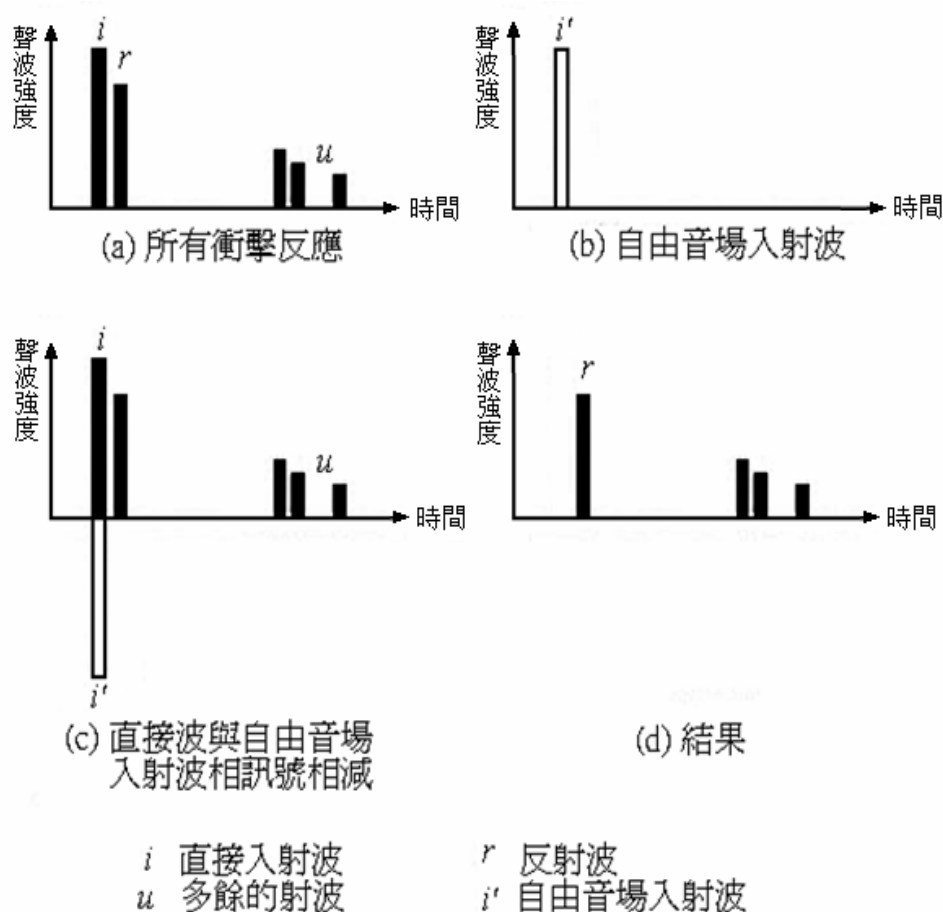 聲波強度
i
r
u
時間
(a) 所有衝擊反應
聲波強度
i'
時間
(b) 自由音場入射波
聲波強度
i
u
時間
i'
(c) 直接波與自由音場
入射波相訊號相減
聲波強度
r
時間
(d) 結果
i 直接入射波
r 反射波
u 多餘的射波
i' 自由音場入射波